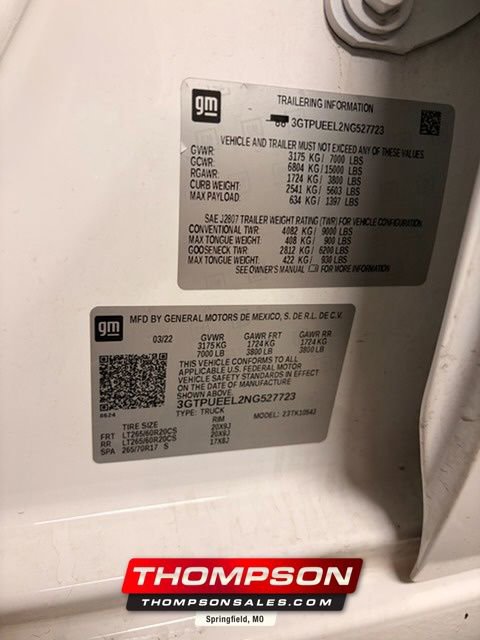 gm
TRAILERING INFORMATION
3GTPUEEL2NG527723
VEHICLE AND TRAILER MUST NOT EXCEED ANY OF THESE VALUES
GVWR: 3175 KG / 7000 LBS
GCWR: 6804 KG / 15000 LBS
RGAWR: 1724 KG / 3800 LBS
CURB WEIGHT: 2541 KG / 5603 LBS
MAX PAYLOAD: 634 KG / 1397 LBS
SAE J2807 TRAILER WEIGHT RATING (TWR) FOR VEHICLE CONFIGURATION.
CONVENTIONAL TWR: 4082 KG / 9000 LBS
MAX TONGUE WEIGHT: 408 KG / 900 LBS
GOOSENECK TWR: 2812 KG / 6200 LBS
MAX TONGUE WEIGHT: 422 KG / 930 LBS
SEE OWNER'S MANUAL FOR MORE INFORMATION
gm
MFD BY GENERAL MOTORS DE MEXICO, S. DE R.L. DE C.V.
03/22 GVWR GAWR FRT GAWR RR
3175 KG 1724 KG 1724 KG
7000 LB 3800 LB 3800 LB
THIS VEHICLE CONFORMS TO ALL
APPLICABLE U.S. FEDERAL MOTOR
VEHICLE SAFETY STANDARDS IN EFFECT
ON THE DATE OF MANUFACTURE
SHOWN ABOVE.
3GTPUEEL2NG527723
0624 TYPE: TRUCK MODEL: 23TK10543
TIRE SIZE RIM
FRT LT265/60R20CS 20X9J
RR LT265/60R20CS 20X9J
SPA 265/70R17 S 17X8J
THOMPSON
THOMPSONSALES.COM
Springfield, MO